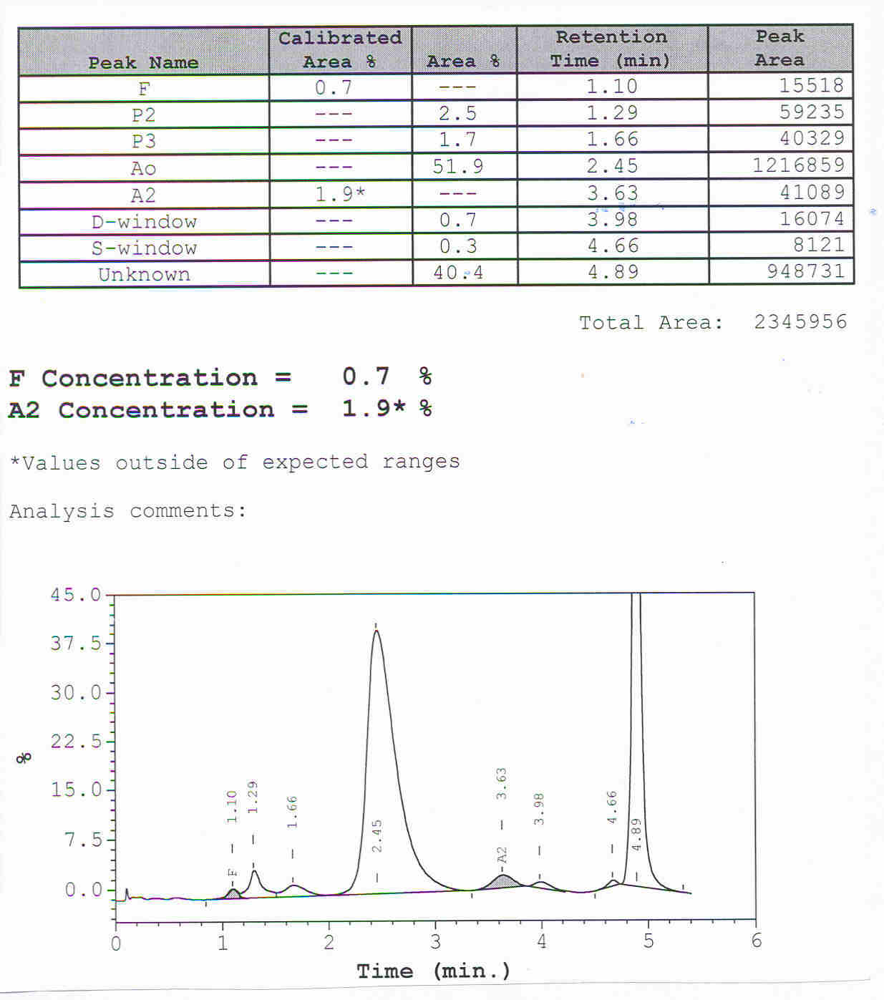 Peak Name Calibrated Area % Area % Retention Time (min) Peak Area
F 0.7 --- 1.10 15518
P2 --- 2.5 1.29 59235
P3 --- 1.7 1.66 40329
Ao --- 51.9 2.45 1216859
A2 1.9* --- 3.63 41089
D-window --- 0.7 3.98 16074
S-window --- 0.3 4.66 8121
Unknown --- 40.4 4.89 948731
Total Area: 2345956
F Concentration = 0.7 %
A2 Concentration = 1.9* %
*Values outside of expected ranges
Analysis comments:
45.0
37.5
30.0
22.5
15.0
7.5
0.0
%
F — 1.10
— 1.29
— 1.66
— 2.45
A2 — 3.63
— 3.98
— 4.66
— 4.89
0 1 2 3 4 5 6
Time (min.)